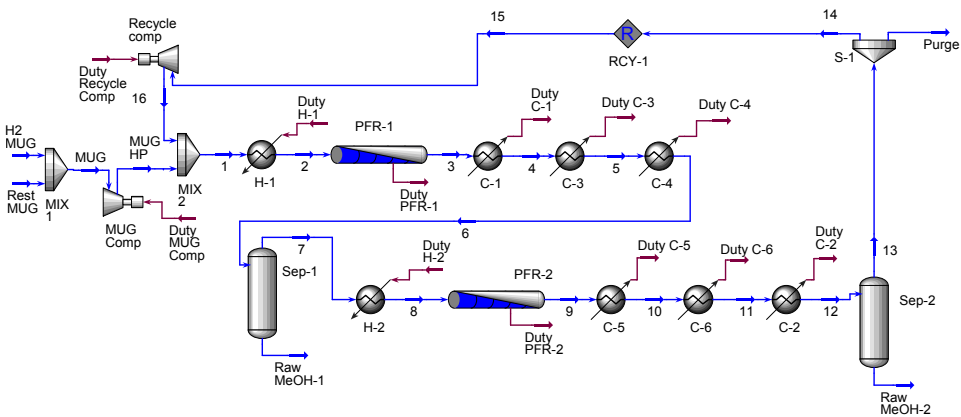 Recycle
comp
15
14
Purge
R
RCY-1
S-1
Duty
Recycle
Comp
16
H2
MUG
MUG
MUG
HP
Duty
H-1
PFR-1
Duty
C-1
Duty C-3
Duty C-4
1
2
3
4
5
Rest
MUG
MIX
1
MIX
2
H-1
C-1
C-3
C-4
MUG
Comp
Duty
MUG
Comp
Duty
PFR-1
6
7
Sep-1
Duty
H-2
PFR-2
Duty C-5
Duty C-6
Duty
C-2
13
Sep-2
8
9
10
11
12
H-2
C-5
C-6
C-2
Duty
PFR-2
Raw
MeOH-1
Raw
MeOH-2